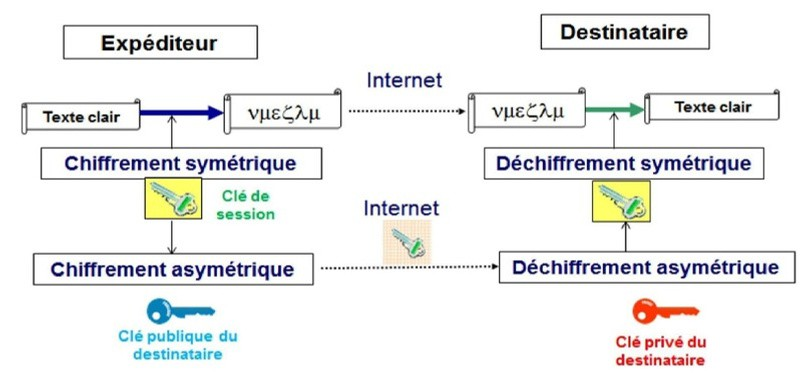 Expéditeur
Destinataire
Internet
Texte clair
νμεζλμ
νμεζλμ
Texte clair
Chiffrement symétrique
Déchiffrement symétrique
Clé de
session
Internet
Chiffrement asymétrique
Déchiffrement asymétrique
Clé publique du
destinataire
Clé privé du
destinataire